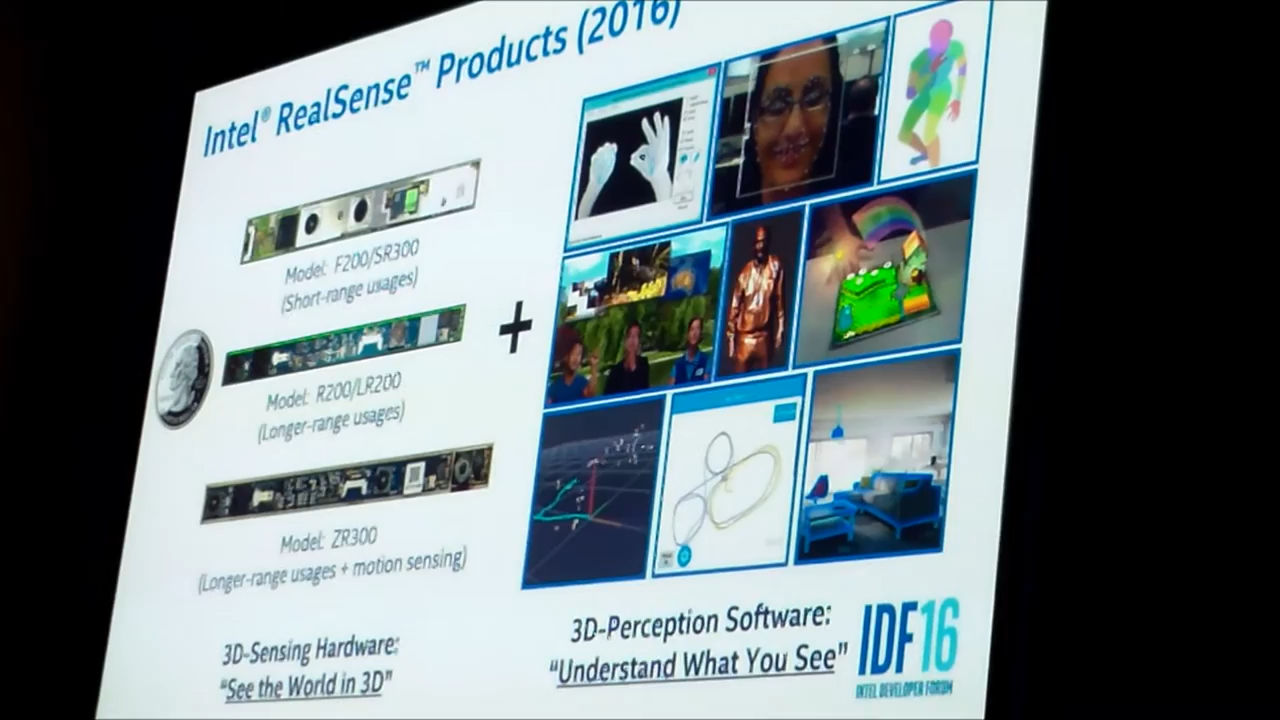 Intel® RealSense™ Products (2016)
Model: F200/SR300
(Short-range usages)
Model: R200/LR200
(Longer-range usages)
Model: ZR300
(Longer-range usages + motion sensing)
3D-Sensing Hardware:
“See the World in 3D”
+
3D-Perception Software:
“Understand What You See”
IDF16
INTEL DEVELOPER FORUM